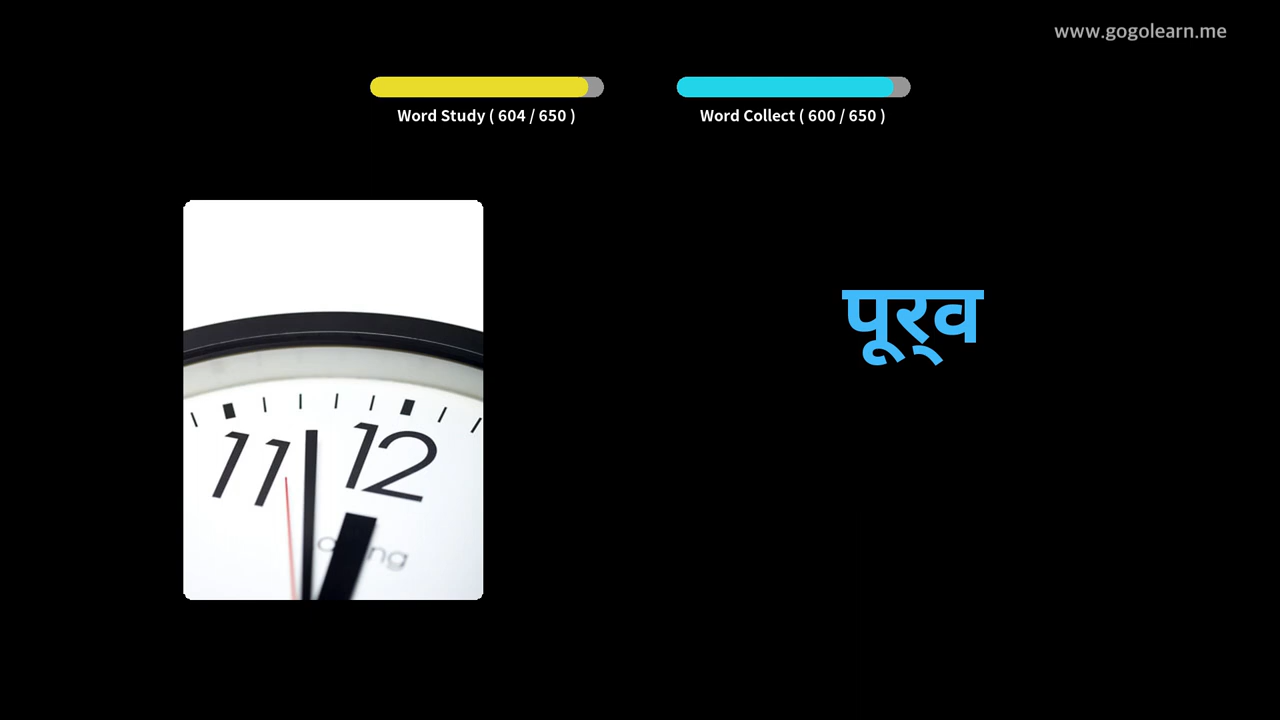 www.gogolearn.me
Word Study ( 604 / 650 )
Word Collect ( 600 / 650 )
पूर्‌व
11 12